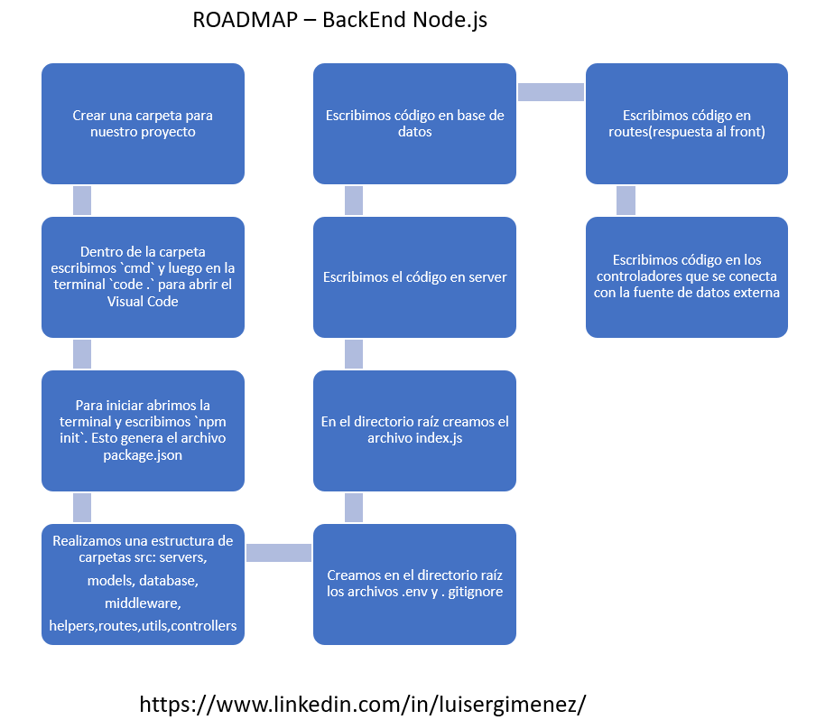 ROADMAP – BackEnd Node.js
Crear una carpeta para
nuestro proyecto
Dentro de la carpeta
escribimos `cmd` y luego en la
terminal `code .` para abrir el
Visual Code
Para iniciar abrimos la
terminal y escribimos `npm
init`. Esto genera el archivo
package.json
Realizamos una estructura de
carpetas src: servers,
models, database,
middleware,
helpers,routes,utils,controllers
Creamos en el directorio raíz
los archivos .env y . gitignore
En el directorio raíz creamos el
archivo index.js
Escribimos el código en server
Escribimos código en base de
datos
Escribimos código en
routes(respuesta al front)
Escribimos código en los
controladores que se conecta
con la fuente de datos externa
https://www.linkedin.com/in/luisergimenez/